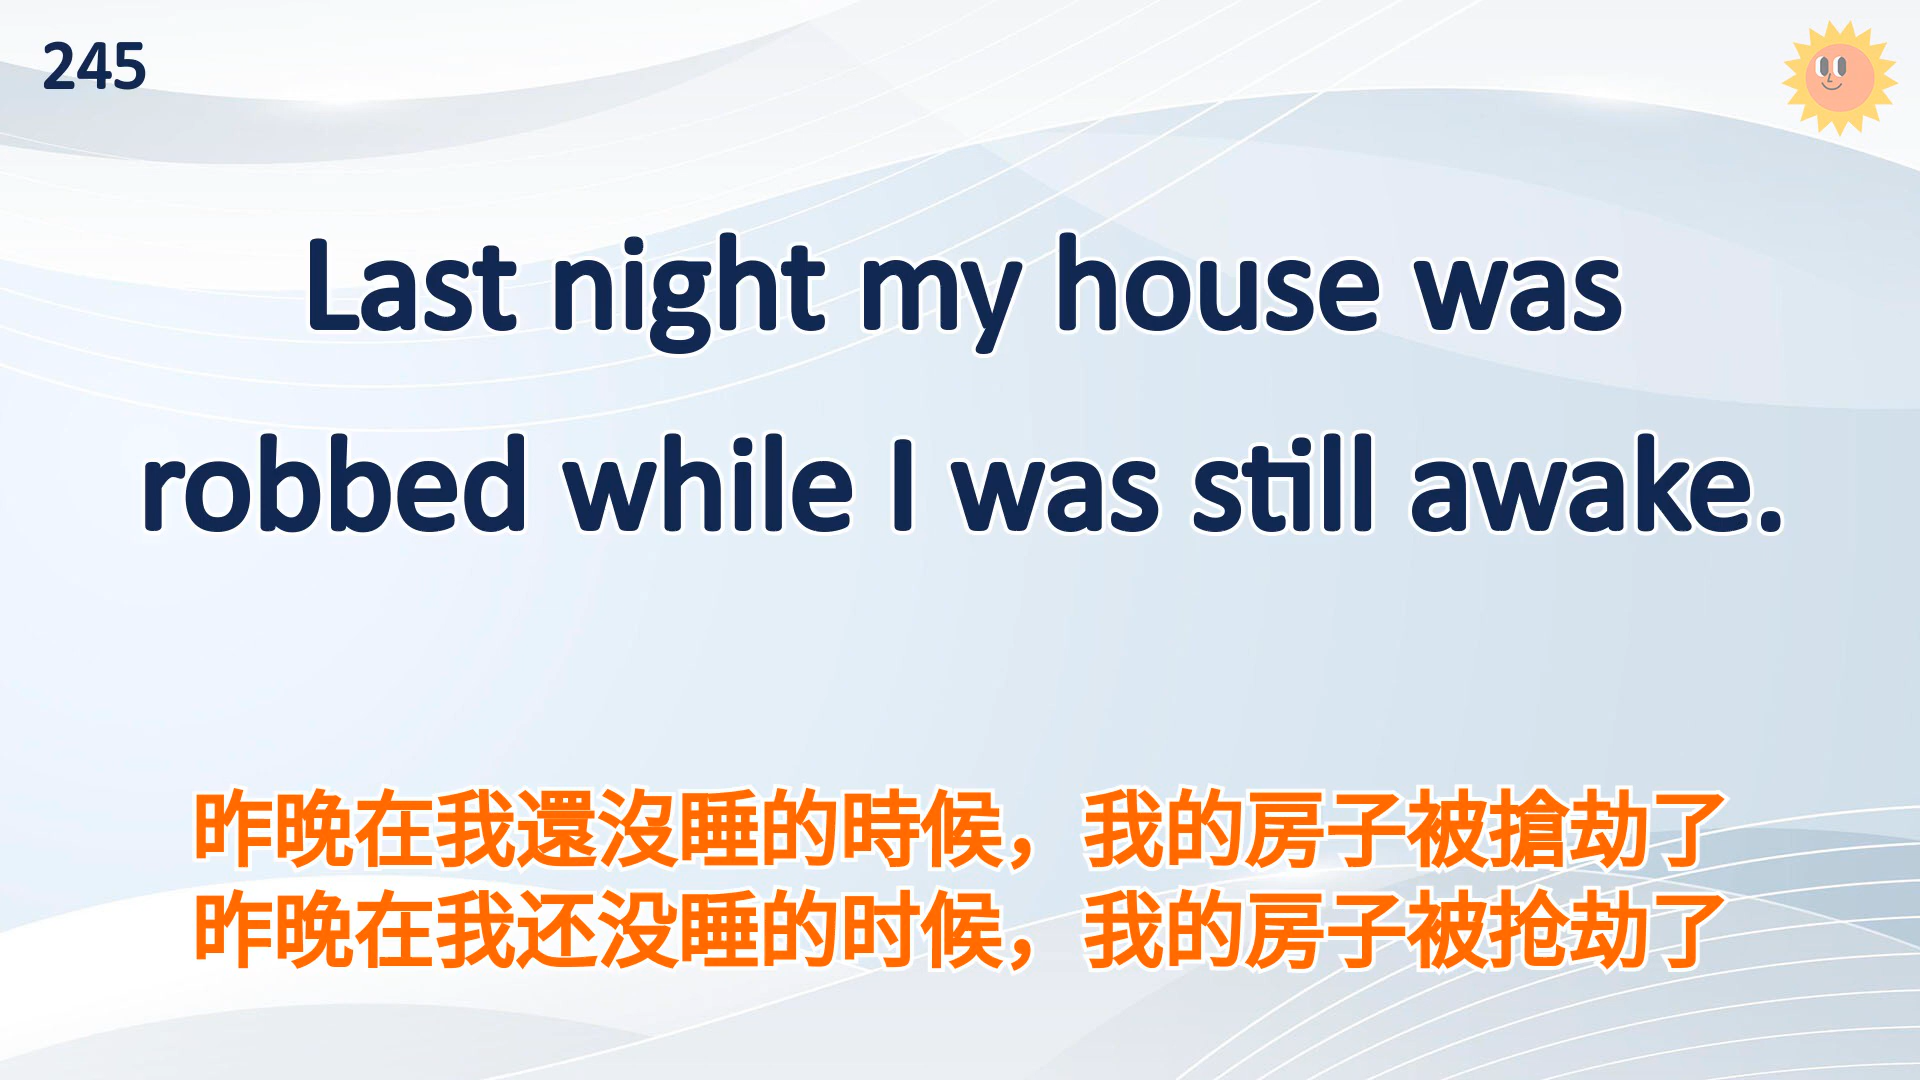 245
Last night my house was
robbed while I was still awake.
昨晚在我還沒睡的時候，我的房子被搶劫了
昨晚在我还没睡的时候，我的房子被抢劫了